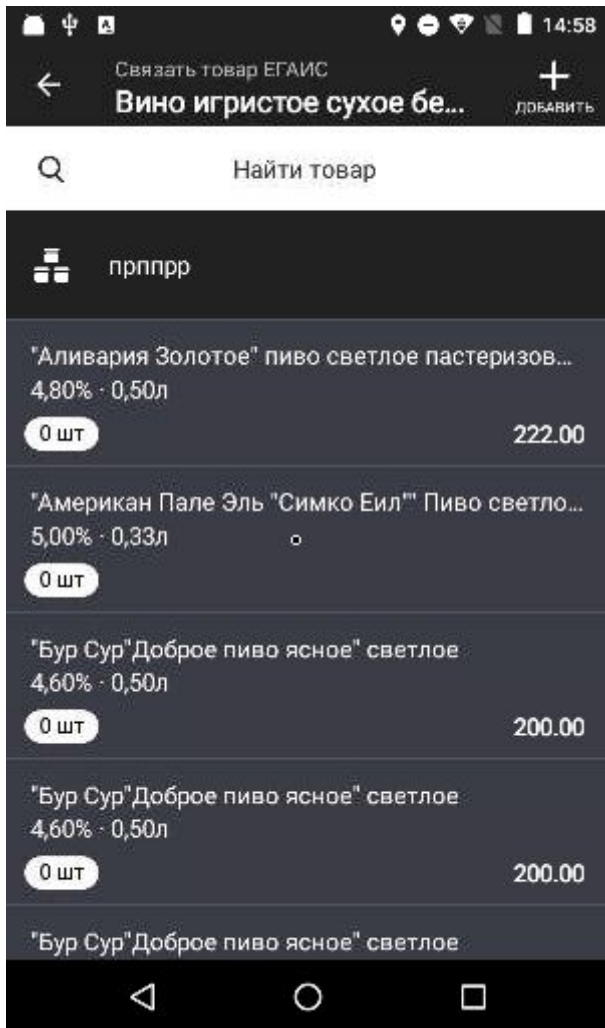 14:58
Связать товар ЕГАИС
Вино игристое сухое бе...
ДОБАВИТЬ
Найти товар
прппрр
"Аливария Золотое" пиво светлое пастеризов...
4,80% · 0,50л
0 шт
222.00
"Американ Пале Эль "Симко Еил"" Пиво светло...
5,00% · 0,33л
0 шт
"Бур Сур"Доброе пиво ясное" светлое
4,60% · 0,50л
0 шт
200.00
"Бур Сур"Доброе пиво ясное" светлое
4,60% · 0,50л
0 шт
200.00
"Бур Сур"Доброе пиво ясное" светлое